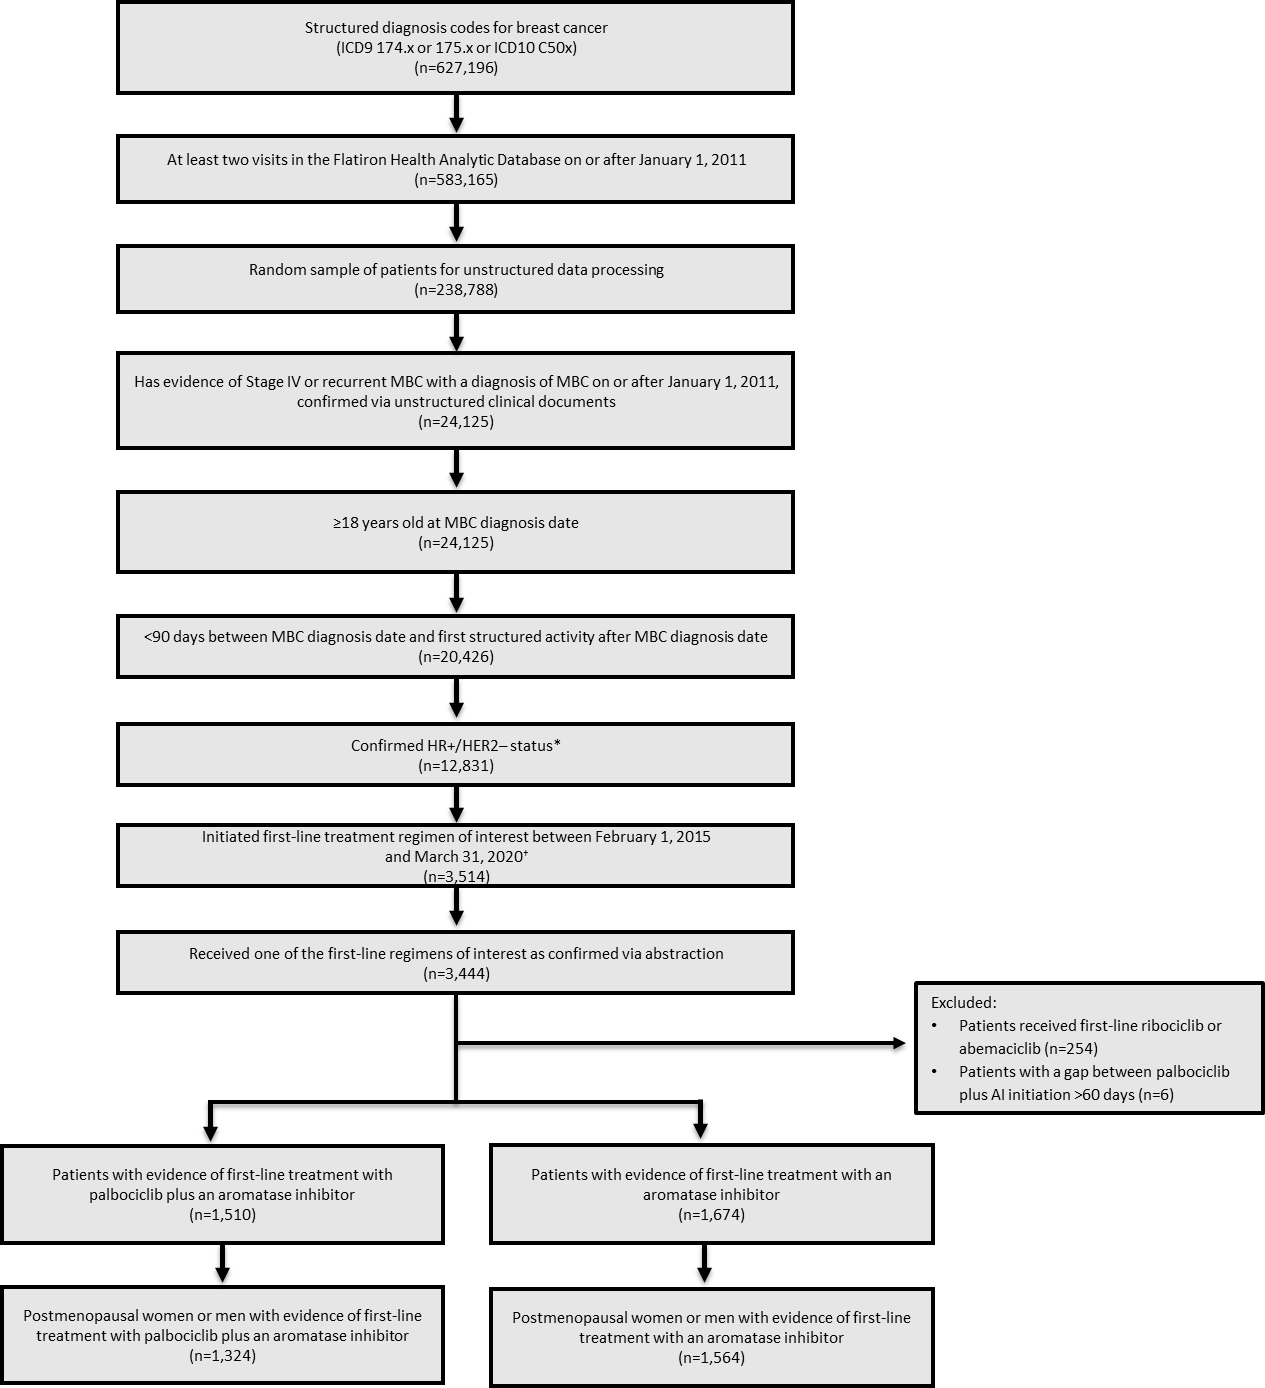 Structured diagnosis codes for breast cancer
(ICD9 174.x or 175.x or ICD10 C50x)
(n=627,196)
At least two visits in the Flatiron Health Analytic Database on or after January 1, 2011
(n=583,165)
Random sample of patients for unstructured data processing
(n=238,788)
Has evidence of Stage IV or recurrent MBC with a diagnosis of MBC on or after January 1, 2011,
confirmed via unstructured clinical documents
(n=24,125)
≥18 years old at MBC diagnosis date
(n=24,125)
<90 days between MBC diagnosis date and first structured activity after MBC diagnosis date
(n=20,426)
Confirmed HR+/HER2– status*
(n=12,831)
Initiated first-line treatment regimen of interest between February 1, 2015
and March 31, 2020†
(n=3,514)
Received one of the first-line regimens of interest as confirmed via abstraction
(n=3,444)
Excluded:
• Patients received first-line ribociclib or
abemaciclib (n=254)
• Patients with a gap between palbociclib
plus AI initiation >60 days (n=6)
Patients with evidence of first-line treatment with
palbociclib plus an aromatase inhibitor
(n=1,510)
Patients with evidence of first-line treatment with an
aromatase inhibitor
(n=1,674)
Postmenopausal women or men with evidence of first-line
treatment with palbociclib plus an aromatase inhibitor
(n=1,324)
Postmenopausal women or men with evidence of first-line
treatment with an aromatase inhibitor
(n=1,564)